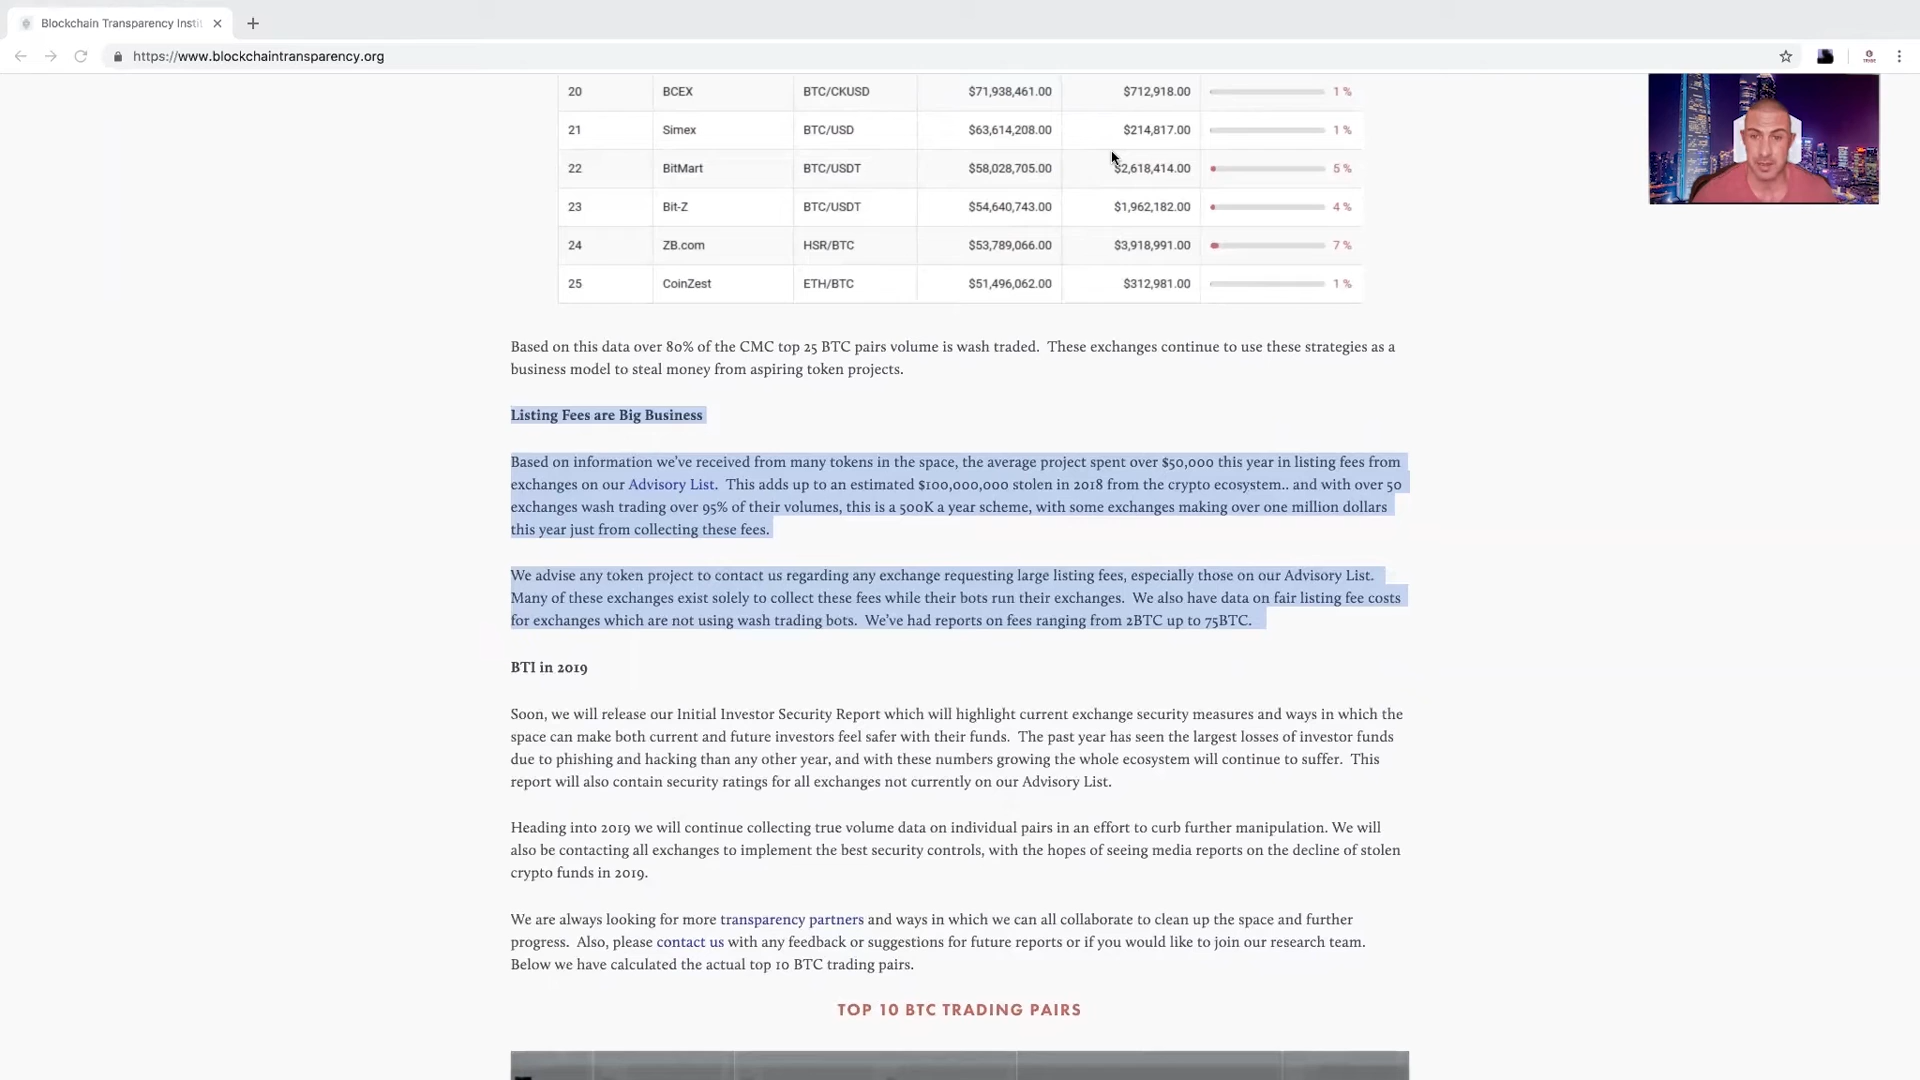 Blockchain Transparency Insti
https://www.blockchaintransparency.org
20 BCEX BTC/CKUSD $71,938,461.00 $712,918.00 1 %
21 Simex BTC/USD $63,614,208.00 $214,817.00 1 %
22 BitMart BTC/USDT $58,028,705.00 $2,618,414.00 5 %
23 Bit-Z BTC/USDT $54,640,743.00 $1,962,182.00 4 %
24 ZB.com HSR/BTC $53,789,066.00 $3,918,991.00 7 %
25 CoinZest ETH/BTC $51,496,062.00 $312,981.00 1 %
Based on this data over 80% of the CMC top 25 BTC pairs volume is wash traded. These exchanges continue to use these strategies as a
business model to steal money from aspiring token projects.
Listing Fees are Big Business
Based on information we've received from many tokens in the space, the average project spent over $50,000 this year in listing fees from
exchanges on our Advisory List. This adds up to an estimated $100,000,000 stolen in 2018 from the crypto ecosystem.. and with over 50
exchanges wash trading over 95% of their volumes, this is a 500K a year scheme, with some exchanges making over one million dollars
this year just from collecting these fees.
We advise any token project to contact us regarding any exchange requesting large listing fees, especially those on our Advisory List.
Many of these exchanges exist solely to collect these fees while their bots run their exchanges. We also have data on fair listing fee costs
for exchanges which are not using wash trading bots. We've had reports on fees ranging from 2BTC up to 75BTC.
BTI in 2019
Soon, we will release our Initial Investor Security Report which will highlight current exchange security measures and ways in which the
space can make both current and future investors feel safer with their funds. The past year has seen the largest losses of investor funds
due to phishing and hacking than any other year, and with these numbers growing the whole ecosystem will continue to suffer. This
report will also contain security ratings for all exchanges not currently on our Advisory List.
Heading into 2019 we will continue collecting true volume data on individual pairs in an effort to curb further manipulation. We will
also be contacting all exchanges to implement the best security controls, with the hopes of seeing media reports on the decline of stolen
crypto funds in 2019.
We are always looking for more transparency partners and ways in which we can all collaborate to clean up the space and further
progress. Also, please contact us with any feedback or suggestions for future reports or if you would like to join our research team.
Below we have calculated the actual top 10 BTC trading pairs.
TOP 10 BTC TRADING PAIRS